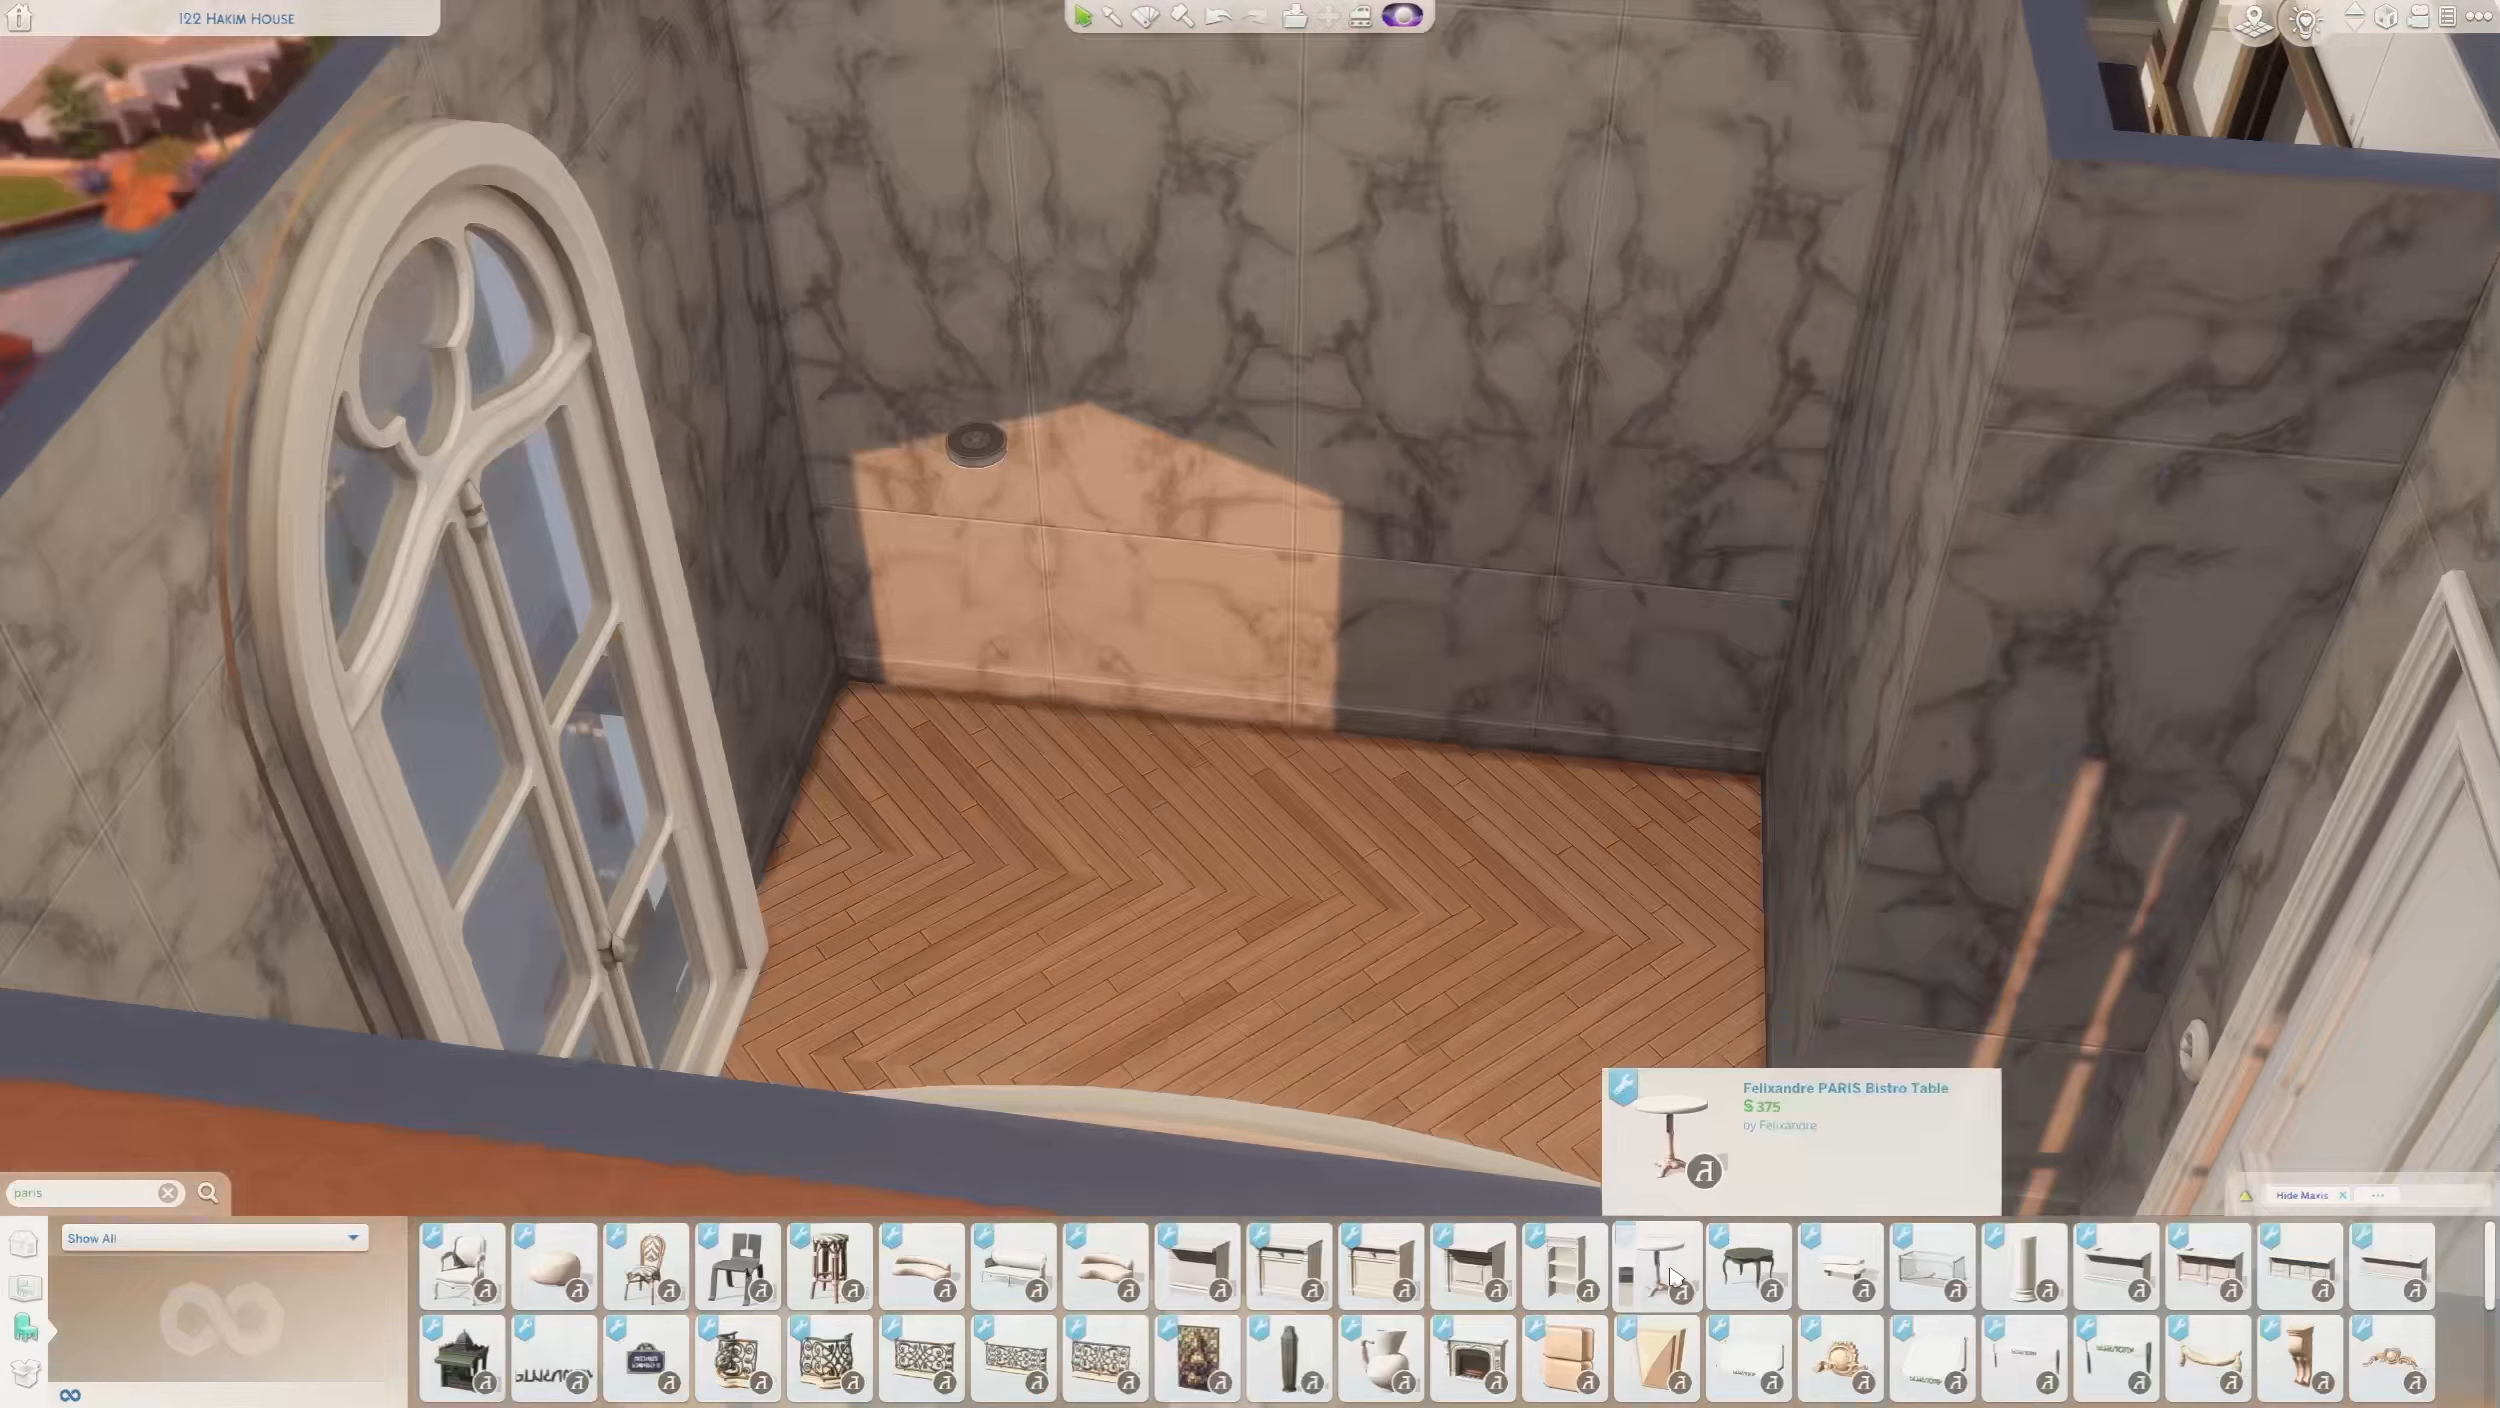 122 HAKIM HOUSE
Felixandre PARIS Bistro Table
$ 375
by Felixandre
paris
Hide Maxis
Show All